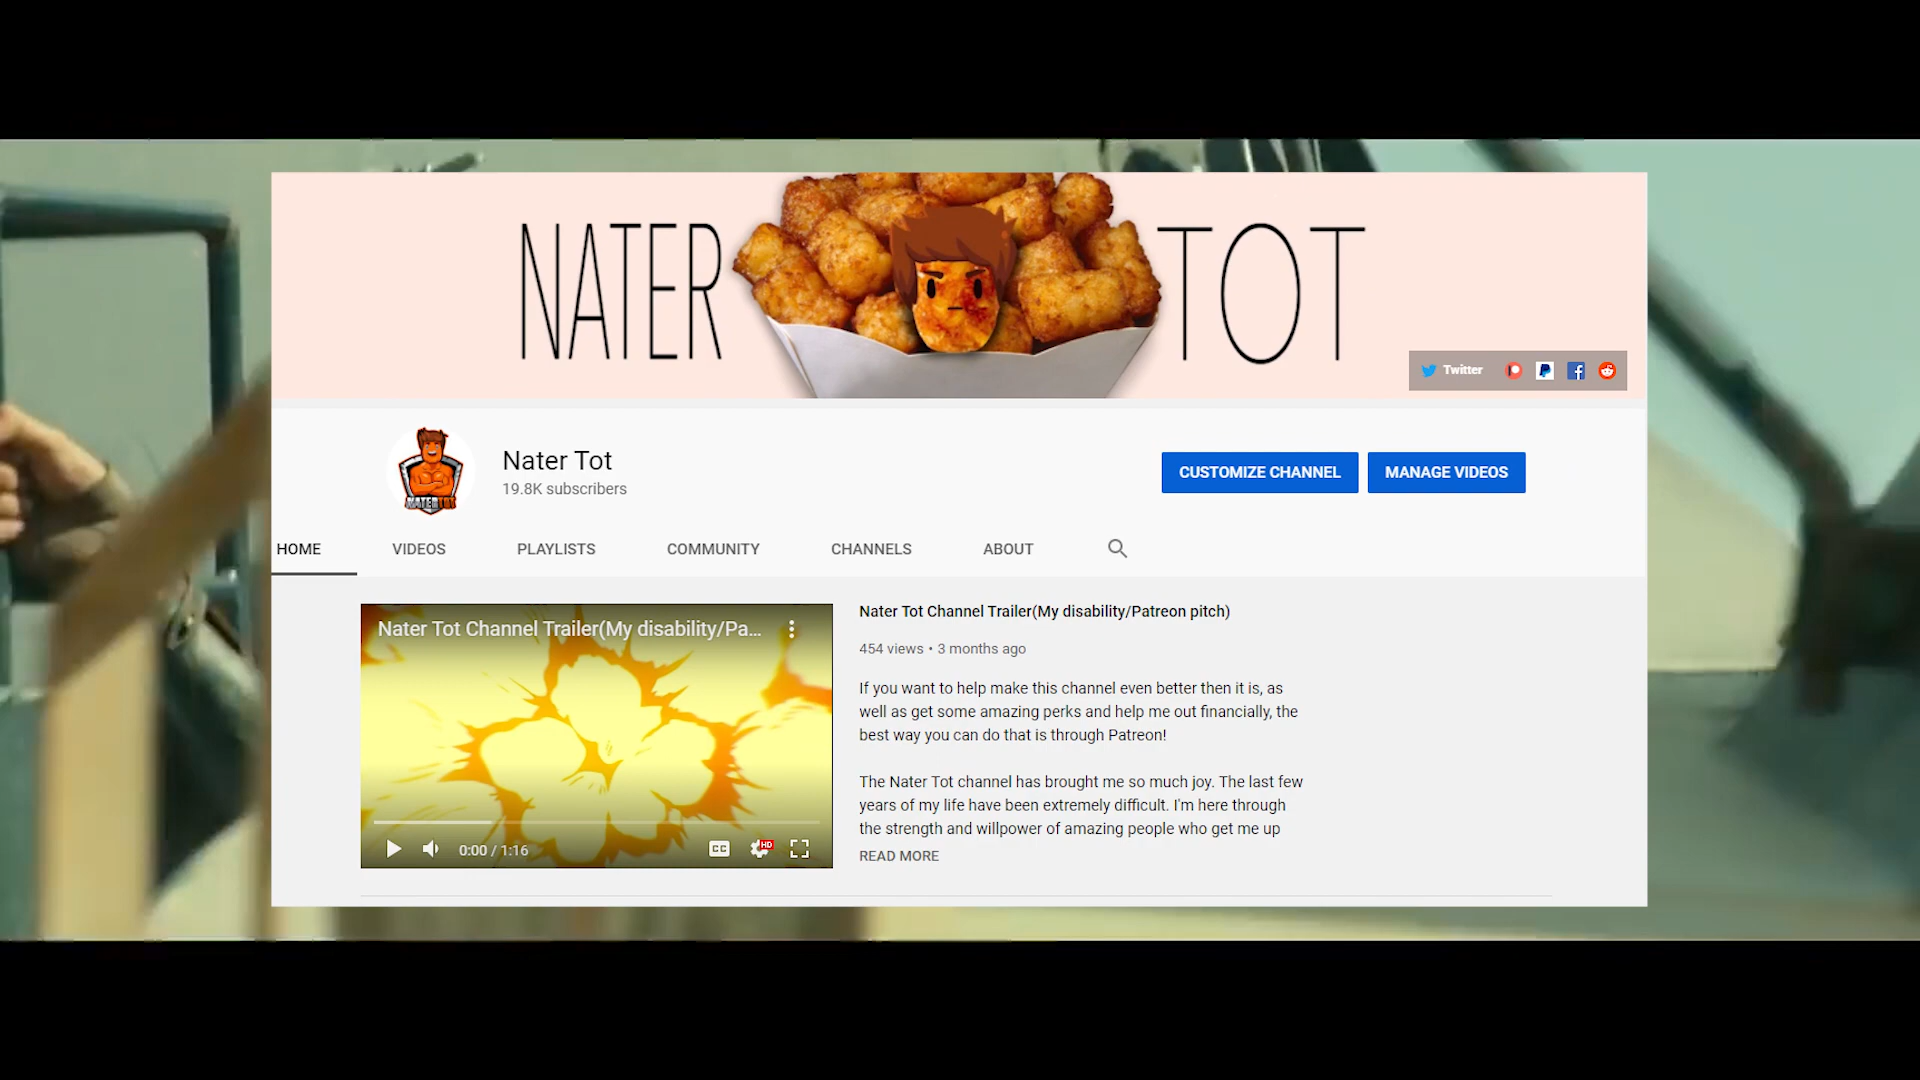 NATER TOT
Twitter
NATERTOT
Nater Tot
19.8K subscribers
CUSTOMIZE CHANNEL
MANAGE VIDEOS
HOME
VIDEOS
PLAYLISTS
COMMUNITY
CHANNELS
ABOUT
Nater Tot Channel Trailer(My disability/Pa...
0:00 / 1:16
CC
HD
Nater Tot Channel Trailer(My disability/Patreon pitch)
454 views • 3 months ago
If you want to help make this channel even better then it is, as
well as get some amazing perks and help me out financially, the
best way you can do that is through Patreon!
The Nater Tot channel has brought me so much joy. The last few
years of my life have been extremely difficult. I'm here through
the strength and willpower of amazing people who get me up
READ MORE